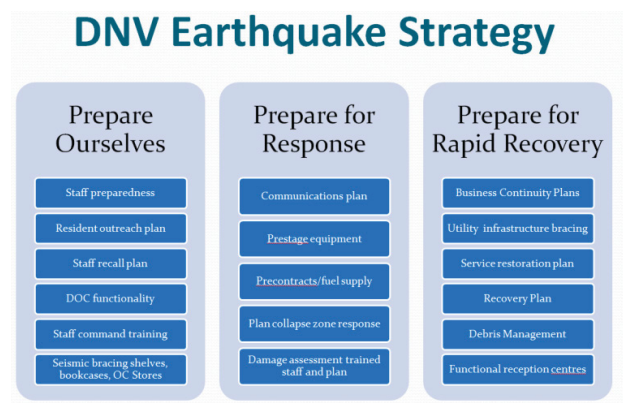 DNV Earthquake Strategy
Prepare
Ourselves
Staff preparedness
Resident outreach plan
Staff recall plan
DOC functionality
Staff command training
Seismic bracing shelves,
bookcases, OC Stores
Prepare for
Response
Communications plan
Prestage equipment
Precontracts/fuel supply
Plan collapse zone response
Damage assessment trained
staff and plan
Prepare for
Rapid Recovery
Business Continuity Plans
Utility infrastructure bracing
Service restoration plan
Recovery Plan
Debris Management
Functional reception centres